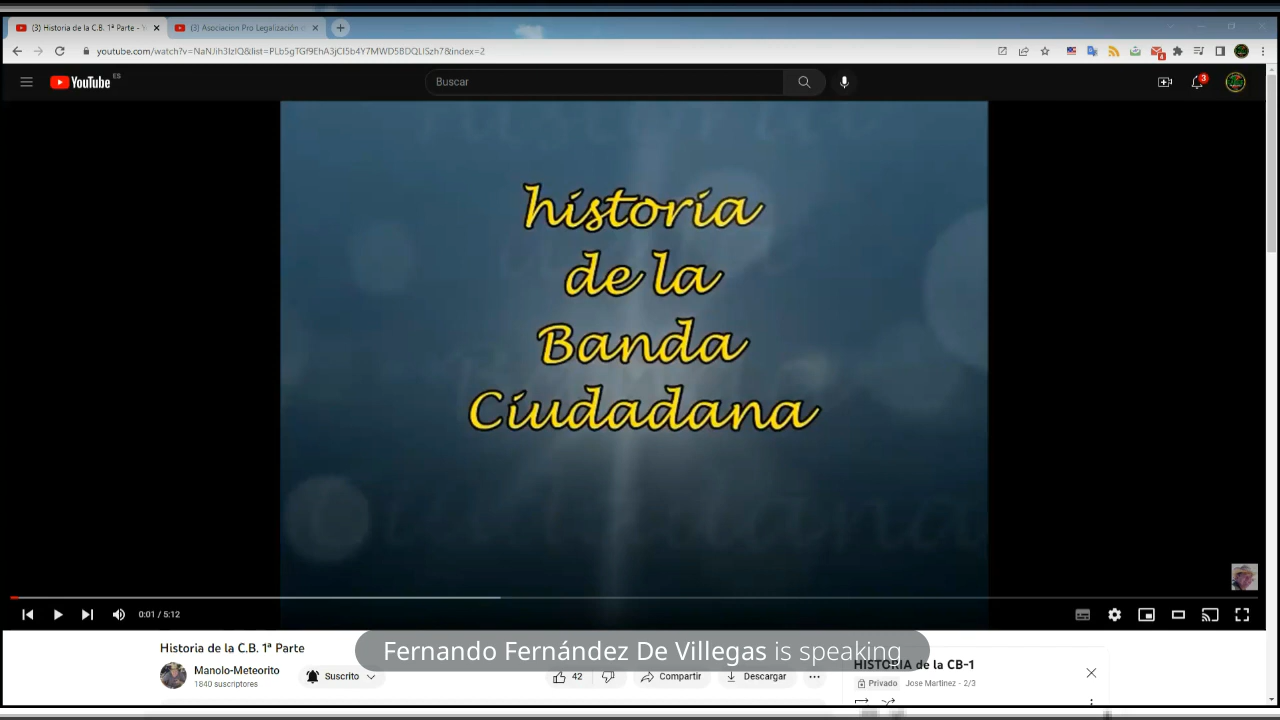 (3) Historia de la C.B. 1ª Parte -
(3) Asociacion Pro Legalización
youtube.com/watch?v=NaNJih3IzIQ&list=PLb5gTGf9EhA3jCI5b4Y7MWD5BDQLISzh7&index=2
YouTube ES
Buscar
3
historia
de la
Banda
Ciudadana
0:01 / 5:12
Historia de la C.B. 1ª Parte
Fernando Fernández De Villegas is speaking
HISTORIA de la CB-1
Manolo-Meteorito
1840 suscriptores
Suscrito
42
Compartir
Descargar
Privado Jose Martinez - 2/3